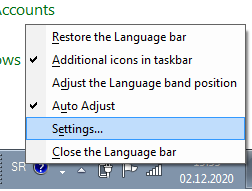 Accounts
Restore the Language bar
Additional icons in taskbar
Adjust the Language band position
Auto Adjust
Settings...
Close the Language bar
SR
02.12.2020